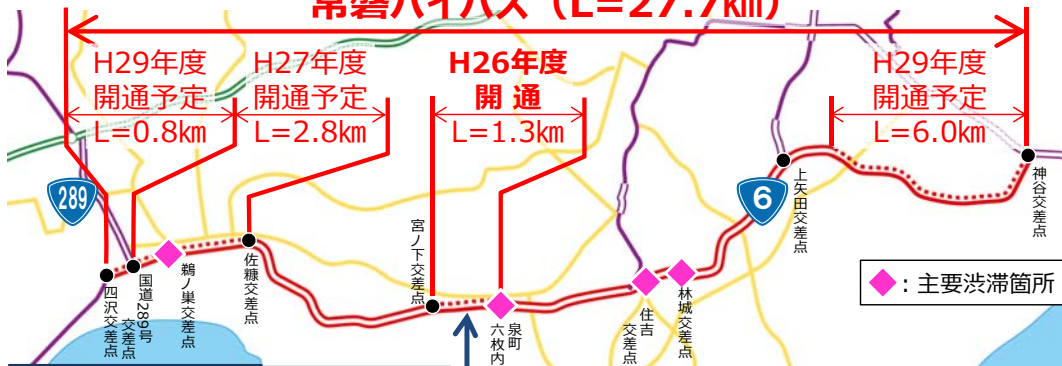 常磐バイパス（L=27.7㎞）
H29年度
開通予定
L=0.8㎞
H27年度
開通予定
L=2.8㎞
H26年度
開 通
L=1.3㎞
H29年度
開通予定
L=6.0㎞
289
6
四沢交差点
国道289号
交差点
鵜ノ巣交差点
佐糠交差点
宮ノ下交差点
泉町
六枚内
住吉
交差点
林城交差点
上矢田交差点
神谷交差点
：主要渋滞箇所